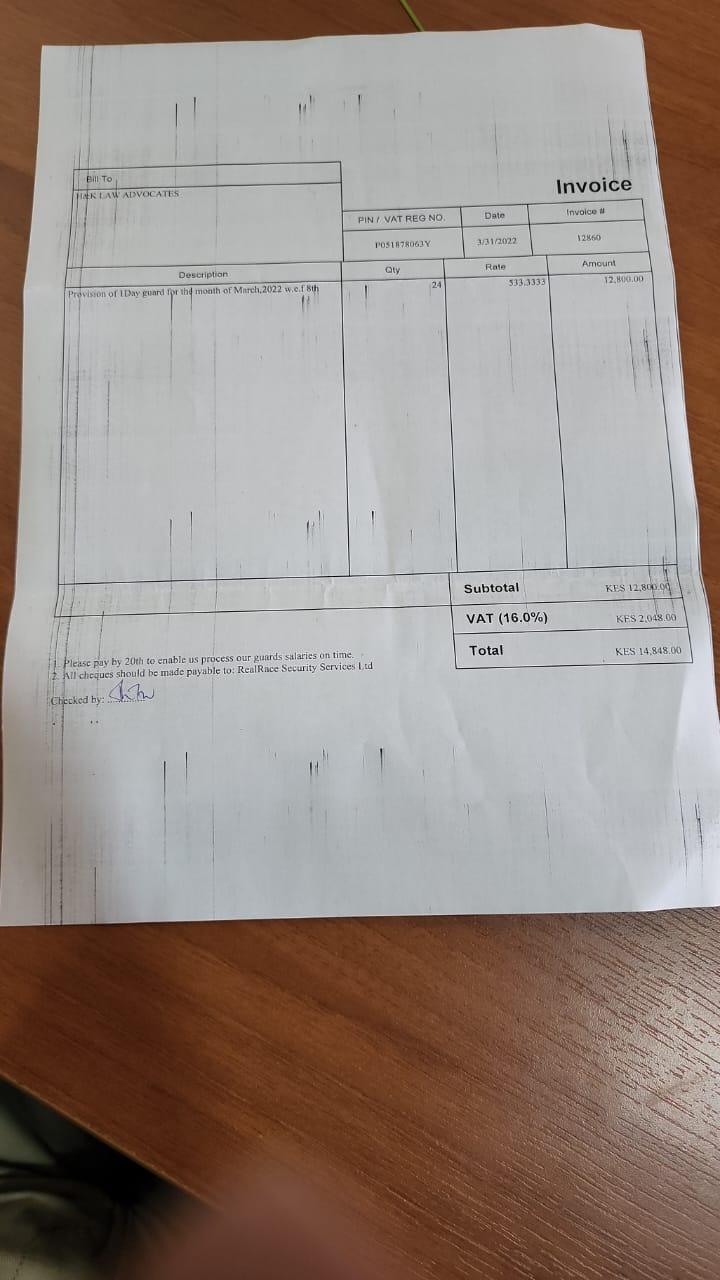 Bill To
H&K LAW ADVOCATES
Invoice
PIN / VAT REG NO.
Date
Invoice #
P051878063Y
3/31/2022
12860
Description
Qty
Rate
Amount
Provision of 1Day guard for the month of March,2022 w.e.f 8th
24
533.3333
12,800.00
Subtotal
KES 12,800.00
VAT (16.0%)
KES 2,048.00
Total
KES 14,848.00
1. Please pay by 20th to enable us process our guards salaries on time.
2. All cheques should be made payable to: RealRace Security Services Ltd
Checked by: